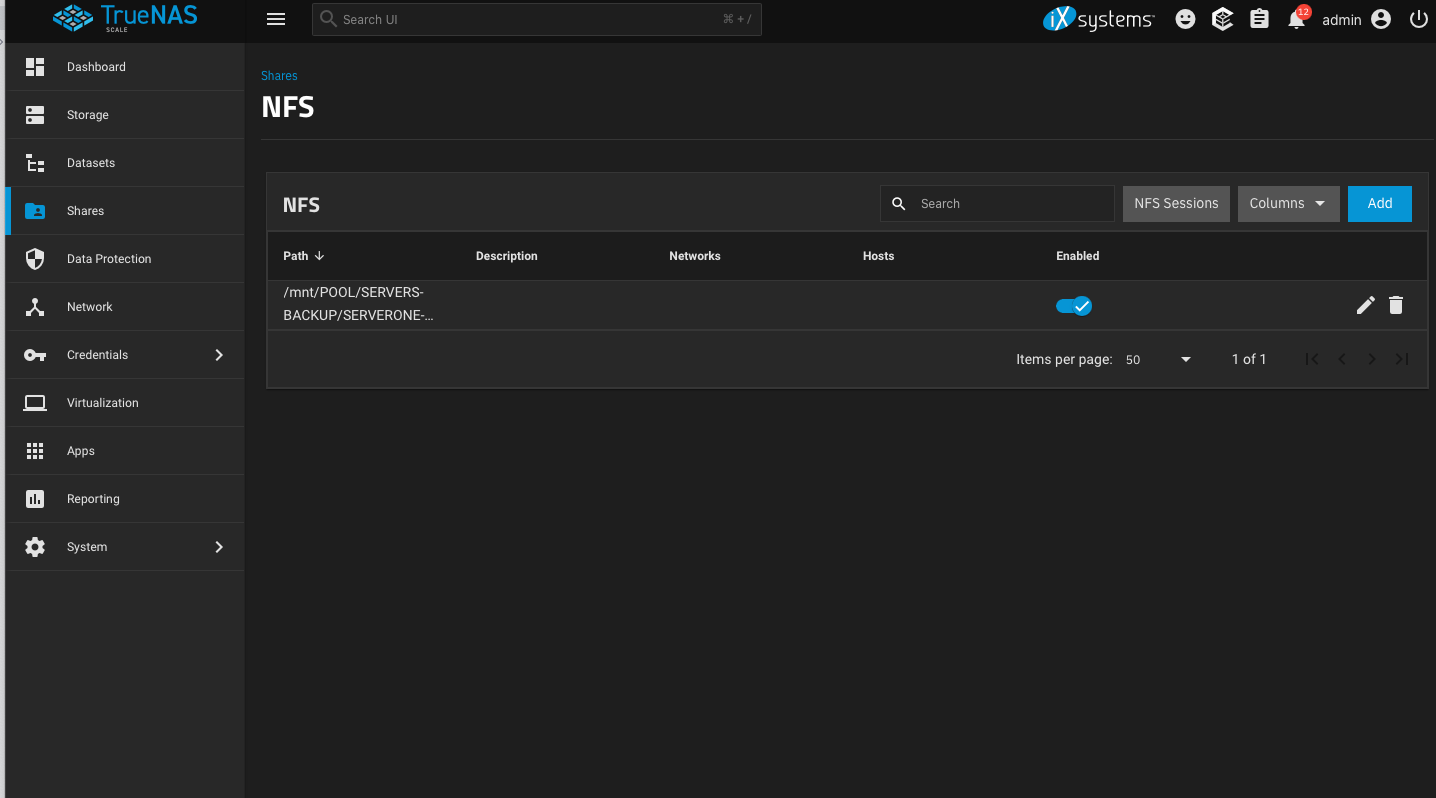 TrueNAS
SCALE
Search UI
⌘ + /
iXsystems
12
admin
Dashboard
Storage
Datasets
Shares
Data Protection
Network
Credentials
Virtualization
Apps
Reporting
System
Shares
NFS
NFS
Search
NFS Sessions
Columns
Add
Path
Description
Networks
Hosts
Enabled
/mnt/POOL/SERVERS-
BACKUP/SERVERONE-…
Items per page: 50
1 of 1